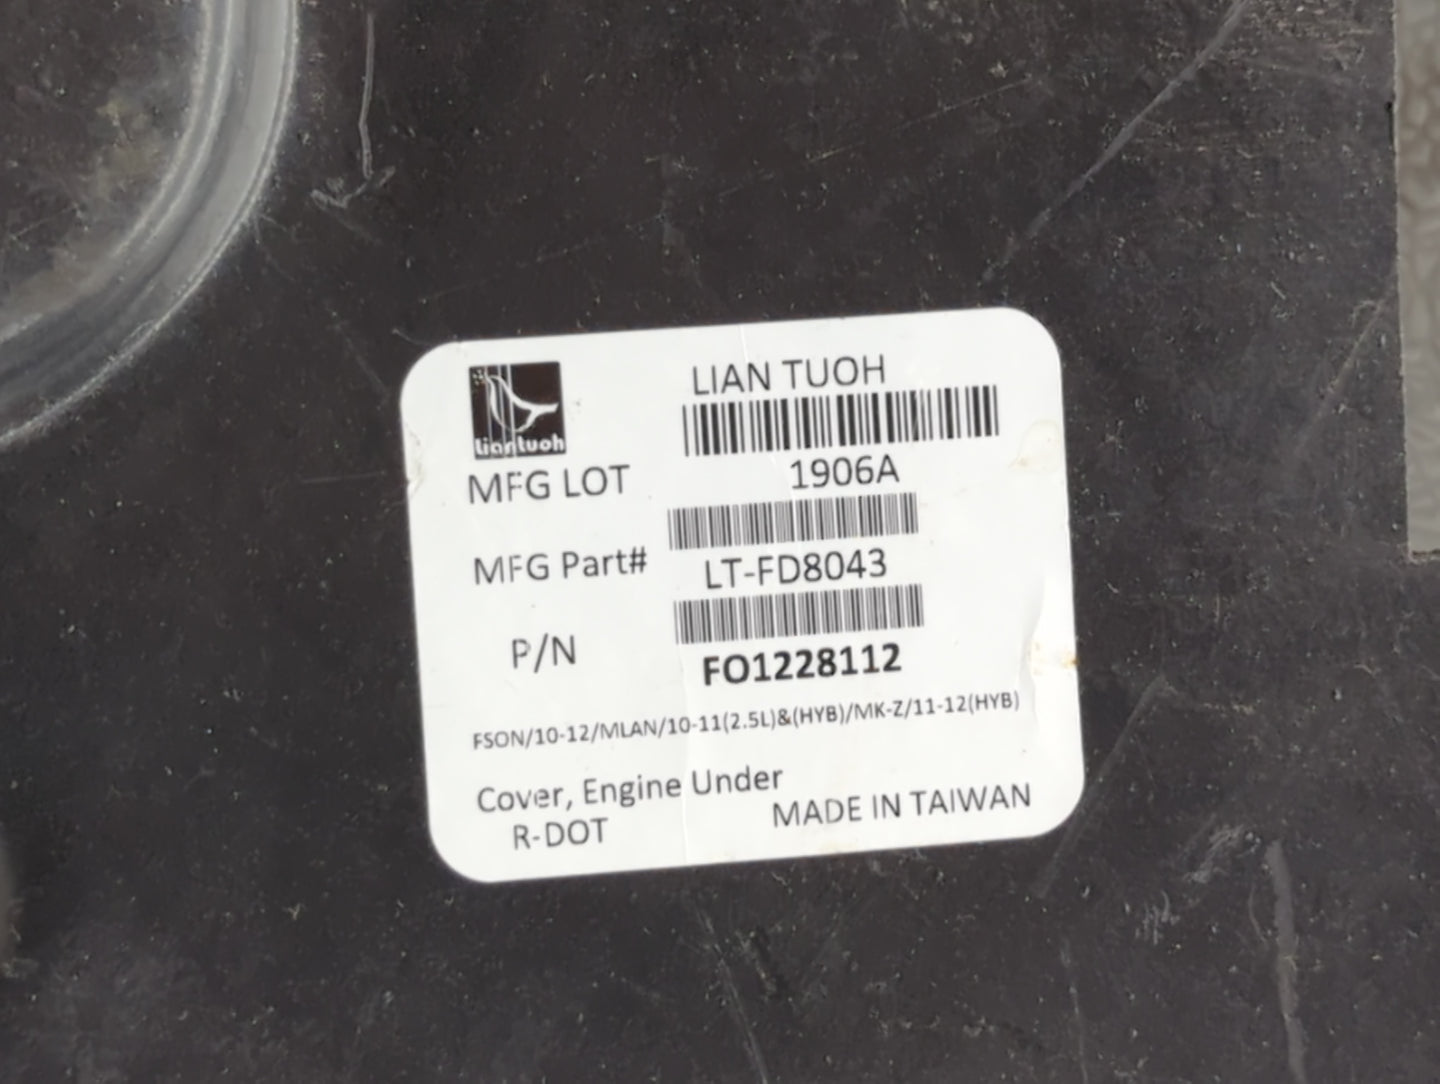 Liantuoh
LIAN TUOH
MFG LOT 1906A
MFG Part# LT-FD8043
P/N FO1228112
FSON/10-12/MLAN/10-11(2.5L)&(HYB)/MK-Z/11-12(HYB)
Cover, Engine Under
R-DOT MADE IN TAIWAN